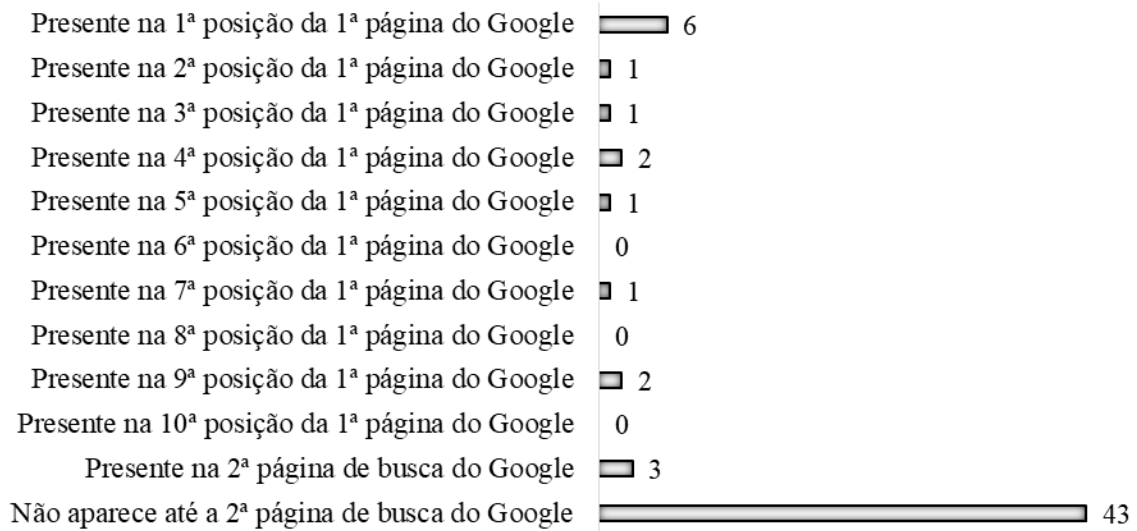 Presente na 1ª posição da 1ª página do Google 6
Presente na 2ª posição da 1ª página do Google 1
Presente na 3ª posição da 1ª página do Google 1
Presente na 4ª posição da 1ª página do Google 2
Presente na 5ª posição da 1ª página do Google 1
Presente na 6ª posição da 1ª página do Google 0
Presente na 7ª posição da 1ª página do Google 1
Presente na 8ª posição da 1ª página do Google 0
Presente na 9ª posição da 1ª página do Google 2
Presente na 10ª posição da 1ª página do Google 0
Presente na 2ª página de busca do Google 3
Não aparece até a 2ª página de busca do Google 43